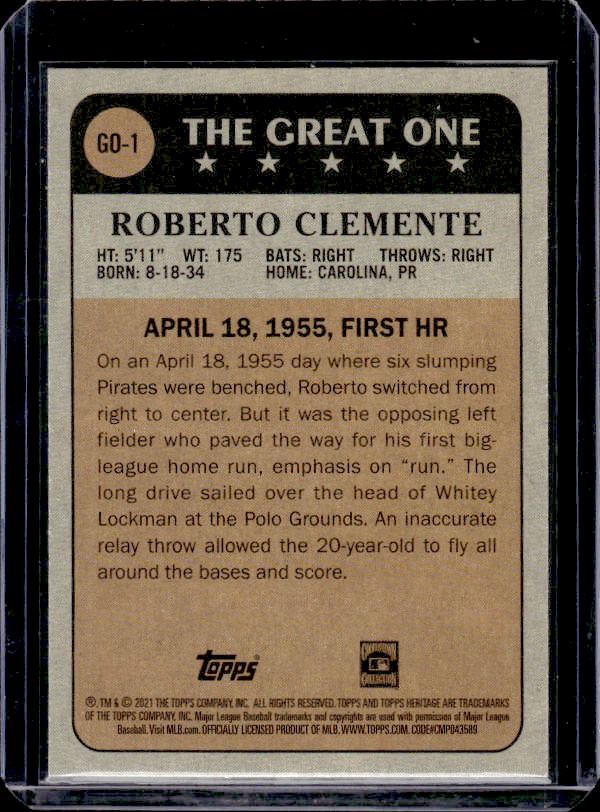 GO-1
THE GREAT ONE
ROBERTO CLEMENTE
HT: 5'11" WT: 175 BATS: RIGHT THROWS: RIGHT
BORN: 8-18-34 HOME: CAROLINA, PR
APRIL 18, 1955, FIRST HR
On an April 18, 1955 day where six slumping
Pirates were benched, Roberto switched from
right to center. But it was the opposing left
fielder who paved the way for his first big-
league home run, emphasis on “run.” The
long drive sailed over the head of Whitey
Lockman at the Polo Grounds. An inaccurate
relay throw allowed the 20-year-old to fly all
around the bases and score.
Topps
COOPERSTOWN
COLLECTION
®, TM & © 2021 THE TOPPS COMPANY, INC. ALL RIGHTS RESERVED. TOPPS AND TOPPS HERITAGE ARE TRADEMARKS
OF THE TOPPS COMPANY, INC. Major League Baseball trademarks and copyrights are used with permission of Major League
Baseball. Visit MLB.com. OFFICIALLY LICENSED PRODUCT OF MLB. WWW.TOPPS.COM. CODE#CMP043589